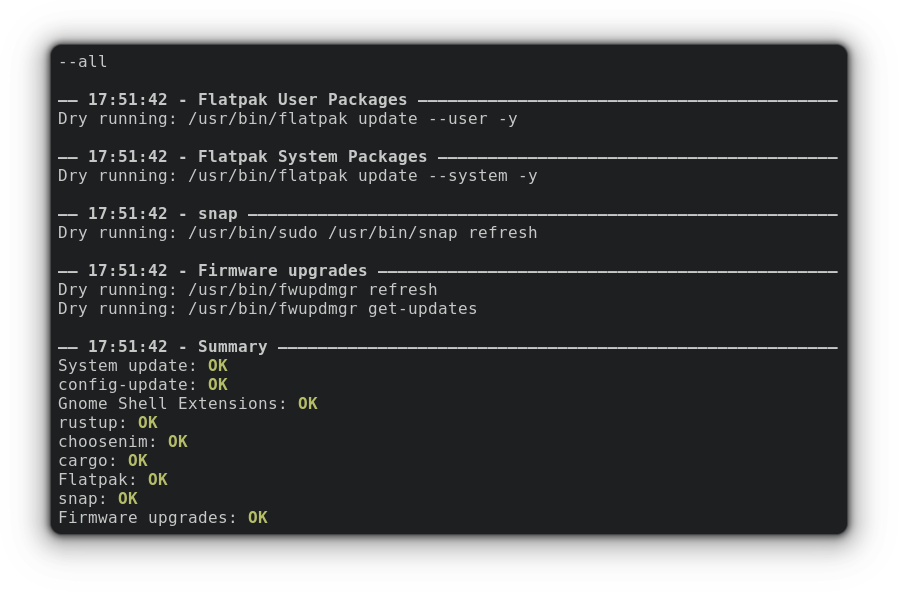 --all
―― 17:51:42 - Flatpak User Packages ――――――――――――――――――――――――――――――――――――――――――
Dry running: /usr/bin/flatpak update --user -y
―― 17:51:42 - Flatpak System Packages ――――――――――――――――――――――――――――――――――――――――
Dry running: /usr/bin/flatpak update --system -y
―― 17:51:42 - snap ―――――――――――――――――――――――――――――――――――――――――――――――――――――――――――
Dry running: /usr/bin/sudo /usr/bin/snap refresh
―― 17:51:42 - Firmware upgrades ――――――――――――――――――――――――――――――――――――――――――――――
Dry running: /usr/bin/fwupdmgr refresh
Dry running: /usr/bin/fwupdmgr get-updates
―― 17:51:42 - Summary ――――――――――――――――――――――――――――――――――――――――――――――――――――――――
System update: OK
config-update: OK
Gnome Shell Extensions: OK
rustup: OK
choosenim: OK
cargo: OK
Flatpak: OK
snap: OK
Firmware upgrades: OK